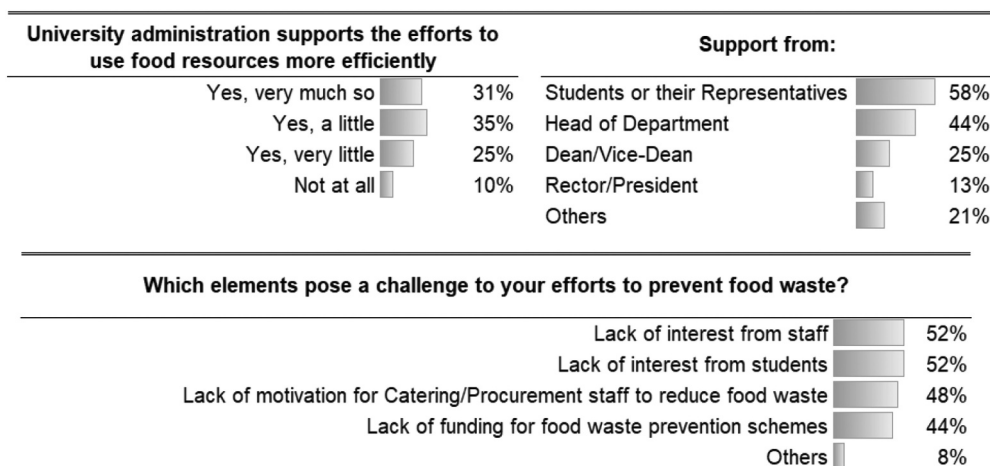 University administration supports the efforts to
use food resources more efficiently
Yes, very much so 31%
Yes, a little 35%
Yes, very little 25%
Not at all 10%
Support from:
Students or their Representatives 58%
Head of Department 44%
Dean/Vice-Dean 25%
Rector/President 13%
Others 21%
Which elements pose a challenge to your efforts to prevent food waste?
Lack of interest from staff 52%
Lack of interest from students 52%
Lack of motivation for Catering/Procurement staff to reduce food waste 48%
Lack of funding for food waste prevention schemes 44%
Others 8%